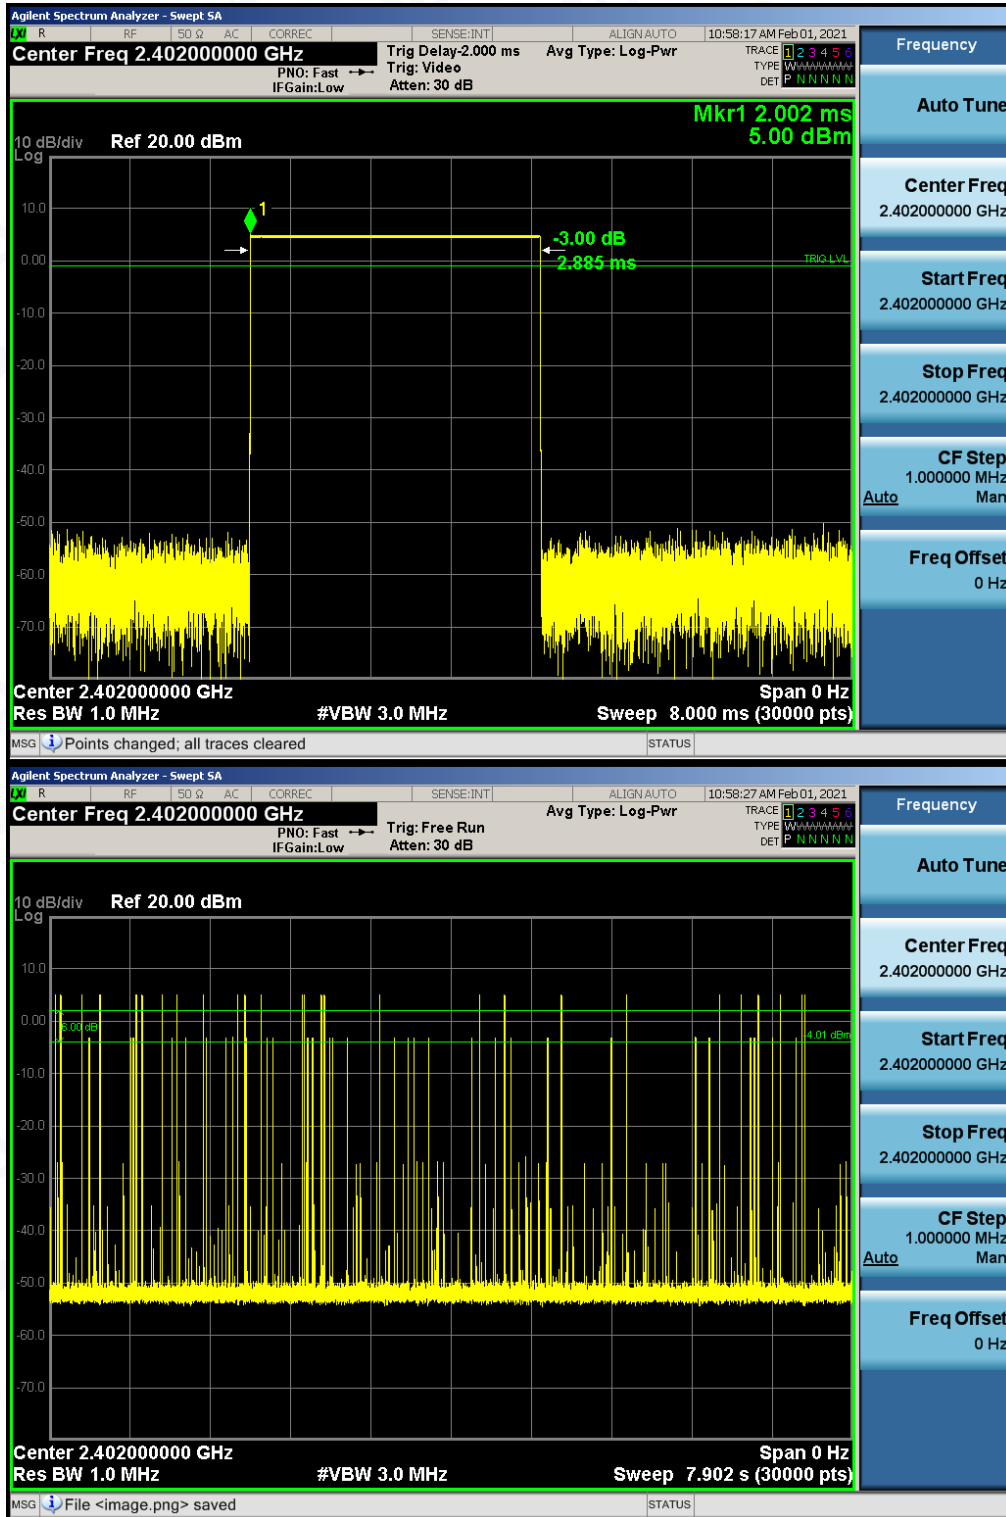 Agilent Spectrum Analyzer - Swept SA
LXI R RF 50 Ω AC CORREC SENSE:INT ALIGN AUTO 10:58:17 AM Feb 01, 2021
Center Freq 2.402000000 GHz Trig Delay-2.000 ms Avg Type: Log-Pwr TRACE 1 2 3 4 5 6
PNO: Fast Trig: Video TYPE WWWWWW
IFGain:Low Atten: 30 dB DET P N N N N N
Mkr1 2.002 ms
5.00 dBm
10 dB/div Ref 20.00 dBm
Log
10.0
1
-3.00 dB
0.00
2.885 ms
TRIG LVL
-10.0
-20.0
-30.0
-40.0
-50.0
-60.0
-70.0
Center 2.402000000 GHz Span 0 Hz
Res BW 1.0 MHz #VBW 3.0 MHz Sweep 8.000 ms (30000 pts)
MSG Points changed; all traces cleared STATUS
Frequency
Auto Tune
Center Freq
2.402000000 GHz
Start Freq
2.402000000 GHz
Stop Freq
2.402000000 GHz
CF Step
1.000000 MHz
Auto Man
Freq Offset
0 Hz
Agilent Spectrum Analyzer - Swept SA
LXI R RF 50 Ω AC CORREC SENSE:INT ALIGN AUTO 10:58:27 AM Feb 01, 2021
Center Freq 2.402000000 GHz Avg Type: Log-Pwr TRACE 1 2 3 4 5 6
PNO: Fast Trig: Free Run TYPE WWWWWW
IFGain:Low Atten: 30 dB DET P N N N N N
10 dB/div Ref 20.00 dBm
Log
10.0
0.00
6.00 dB
-4.01 dBm
-10.0
-20.0
-30.0
-40.0
-50.0
-60.0
-70.0
Center 2.402000000 GHz Span 0 Hz
Res BW 1.0 MHz #VBW 3.0 MHz Sweep 7.902 s (30000 pts)
MSG File <image.png> saved STATUS
Frequency
Auto Tune
Center Freq
2.402000000 GHz
Start Freq
2.402000000 GHz
Stop Freq
2.402000000 GHz
CF Step
1.000000 MHz
Auto Man
Freq Offset
0 Hz